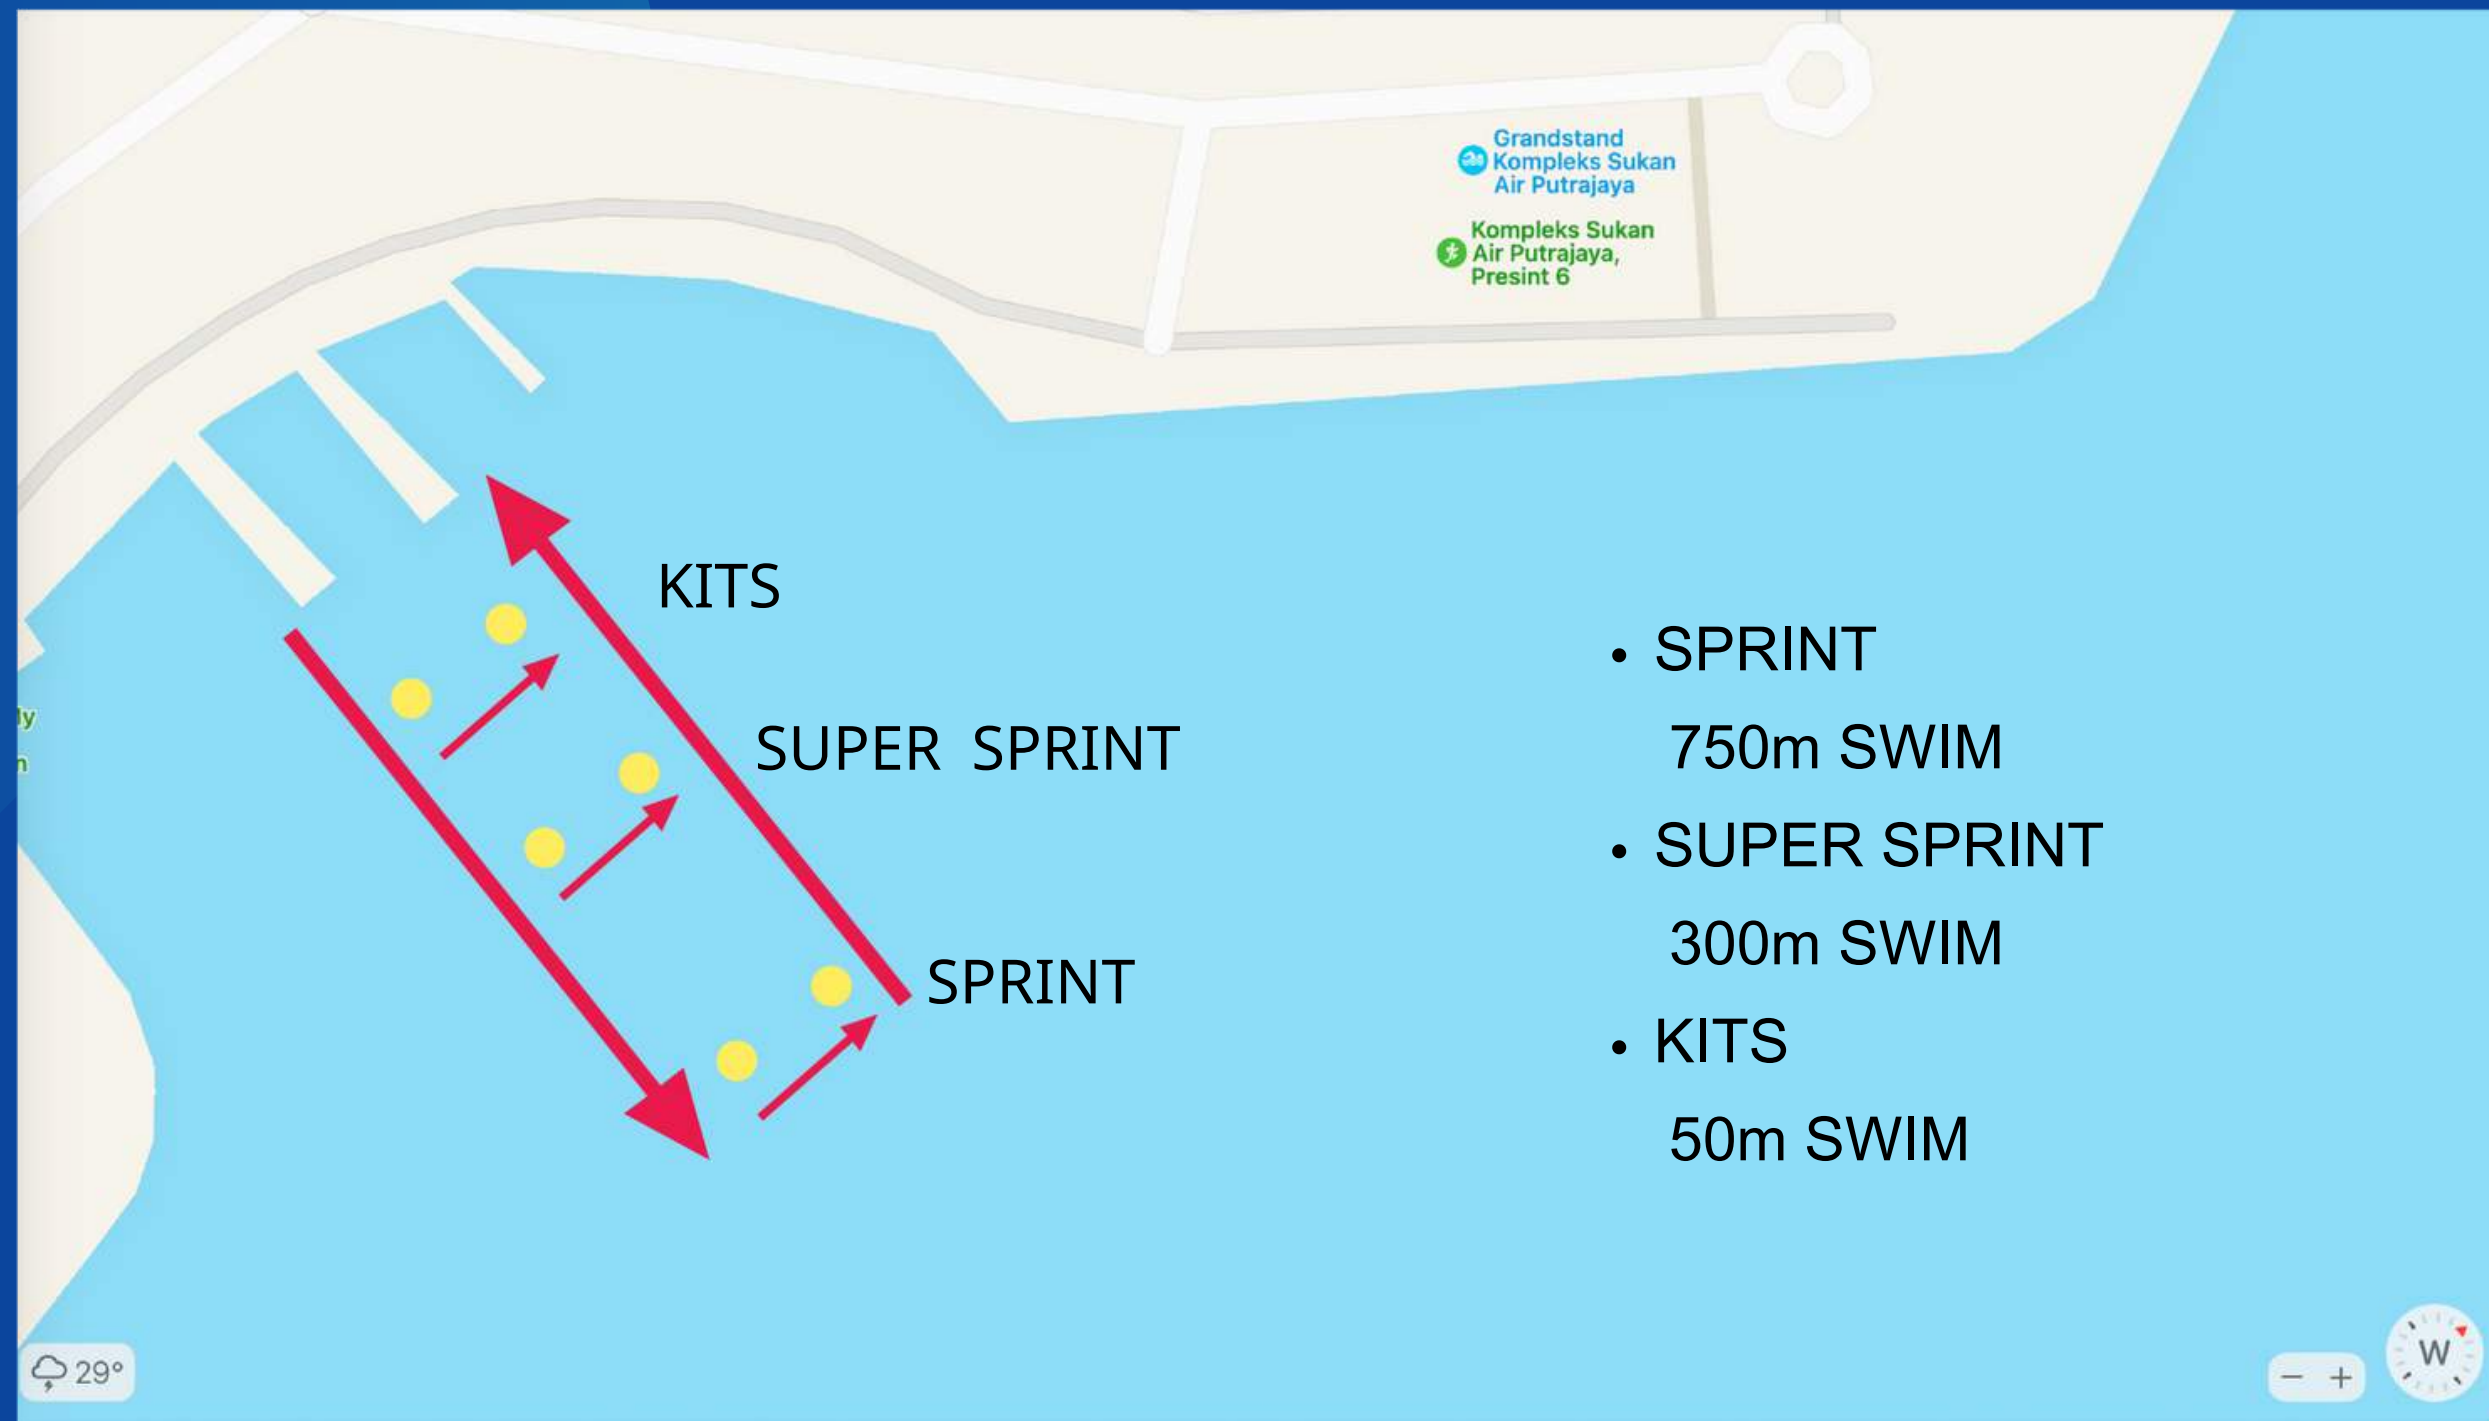 Grandstand
Kompleks Sukan
Air Putrajaya
Kompleks Sukan
Air Putrajaya,
Presint 6
KITS
SUPER SPRINT
SPRINT
• SPRINT
750m SWIM
• SUPER SPRINT
300m SWIM
• KITS
50m SWIM
ly
n
29°
− +
W